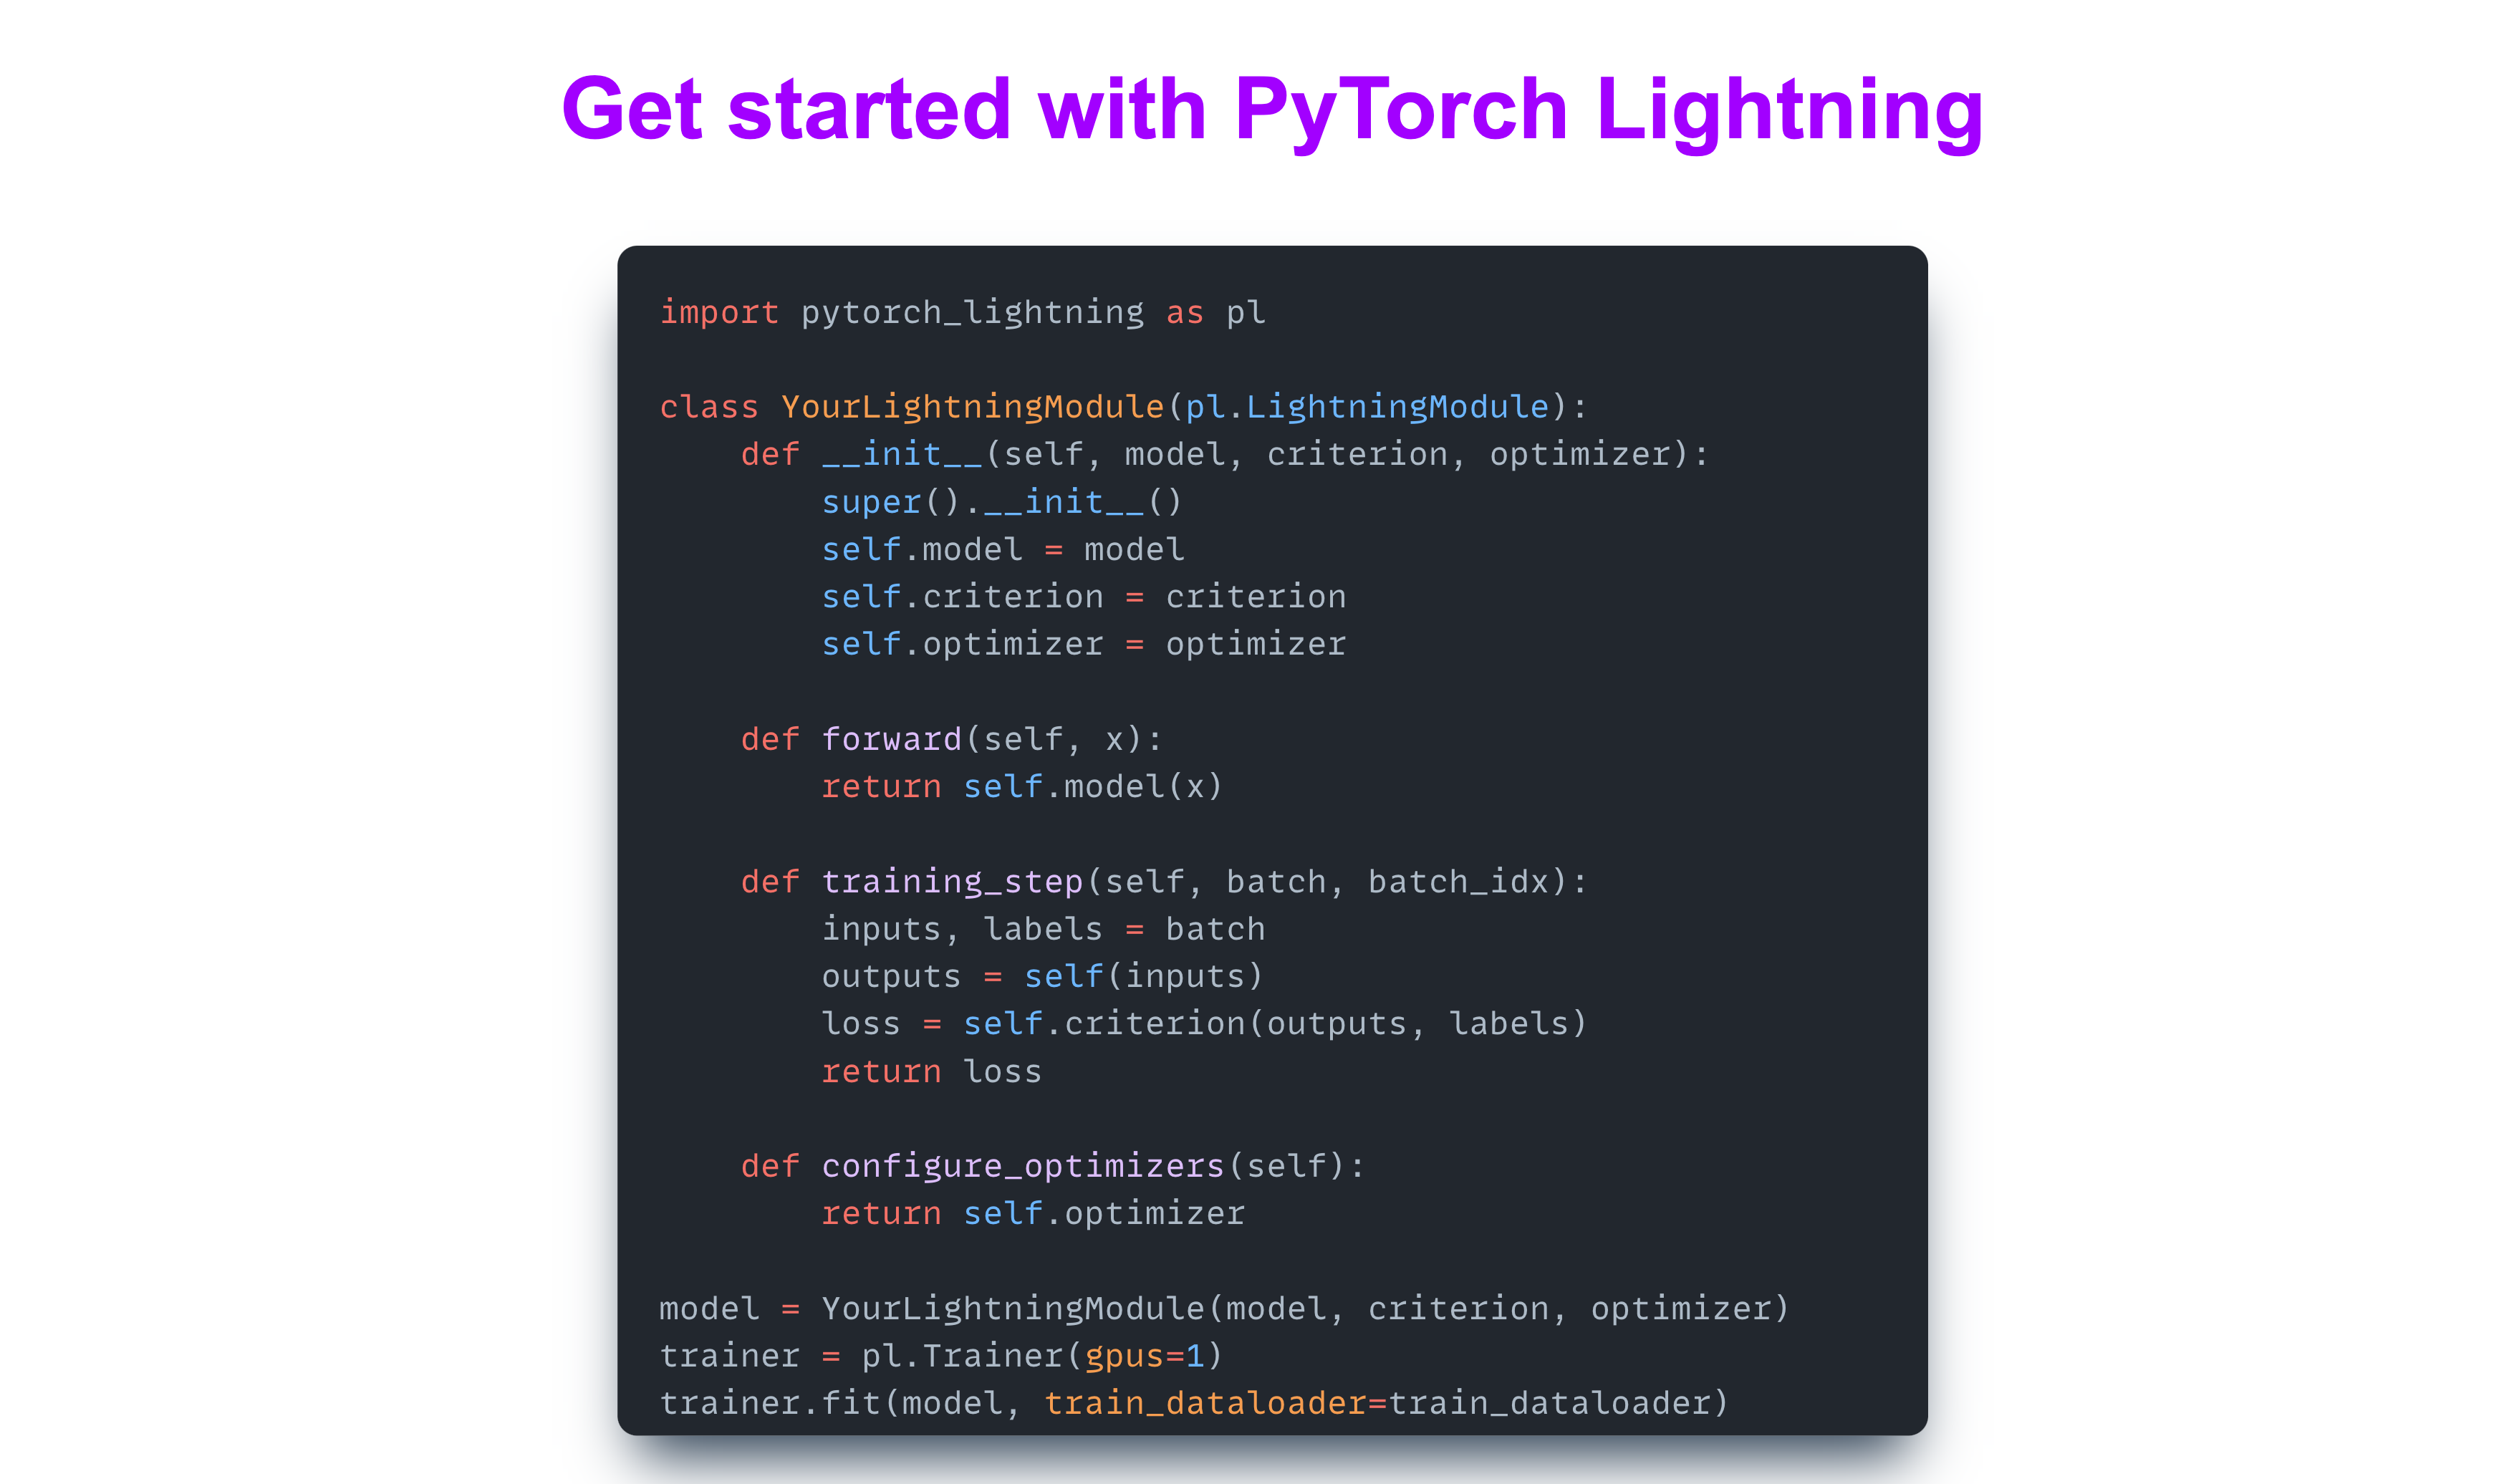 Get started with PyTorch Lightning
import pytorch_lightning as pl
class YourLightningModule(pl.LightningModule):
    def __init__(self, model, criterion, optimizer):
        super().__init__()
        self.model = model
        self.criterion = criterion
        self.optimizer = optimizer
    def forward(self, x):
        return self.model(x)
    def training_step(self, batch, batch_idx):
        inputs, labels = batch
        outputs = self(inputs)
        loss = self.criterion(outputs, labels)
        return loss
    def configure_optimizers(self):
        return self.optimizer
model = YourLightningModule(model, criterion, optimizer)
trainer = pl.Trainer(gpus=1)
trainer.fit(model, train_dataloader=train_dataloader)